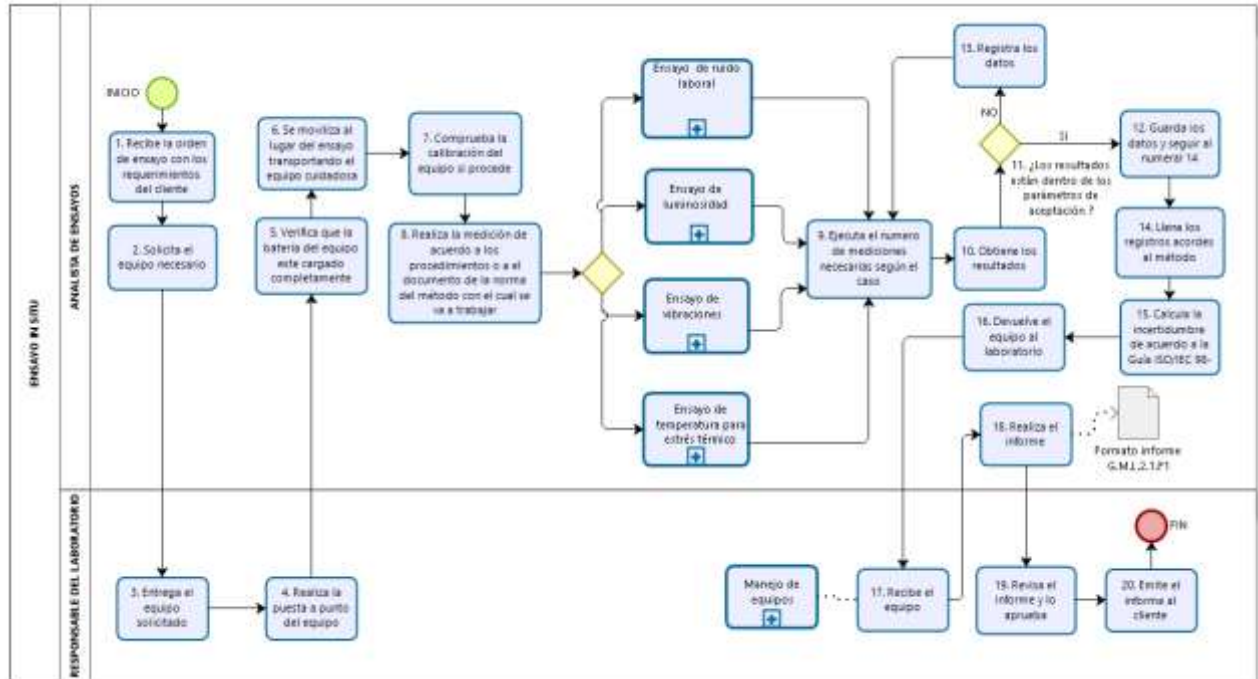 ENSAYO IN SITU
ANALISTA DE ENSAYOS
INICIO
1. Recibe la orden
de ensayo con los
requerimientos
del cliente
2. Solicita el
equipo necesario
6. Se moviliza al
lugar del ensayo
transportando el
equipo cuidadosa
5. Verifica que la
batería del equipo
este cargado
completamente
7. Comprueba la
calibración del
equipo si procede
8. Realiza la medición de
acuerdo a los
procedimientos o a el
documento de la norma
del método con el cual se
va a trabajar
Ensayo de ruido
laboral
Ensayo de
luminosidad
Ensayo de
vibraciones
Ensayo de
temperatura para
estrés térmico
9. Ejecuta el numero
de mediciones
necesarias según el
caso
10. Obtiene los
resultados
13. Registra los
datos
NO
SI
11. ¿Los resultados
están dentro de los
parámetros de
aceptación ?
12. Guarda los
datos y seguir al
numeral 14
14. Llena los
registros acordes
al método
15. Calcula la
incertidumbre
de acuerdo a la
Guía ISO/IEC 98-
16. Devuelve el
equipo al
laboratorio
18. Realiza el
informe
Formato informe
G.M.L.2.1.F1
RESPONSABLE DEL LABORATORIO
3. Entrega el
equipo
solicitado
4. Realiza la
puesta a punto
del equipo
Manejo de
equipos
17. Recibe el
equipo
19. Revisa el
informe y lo
aprueba
20. Emite el
informe al
cliente
FIN